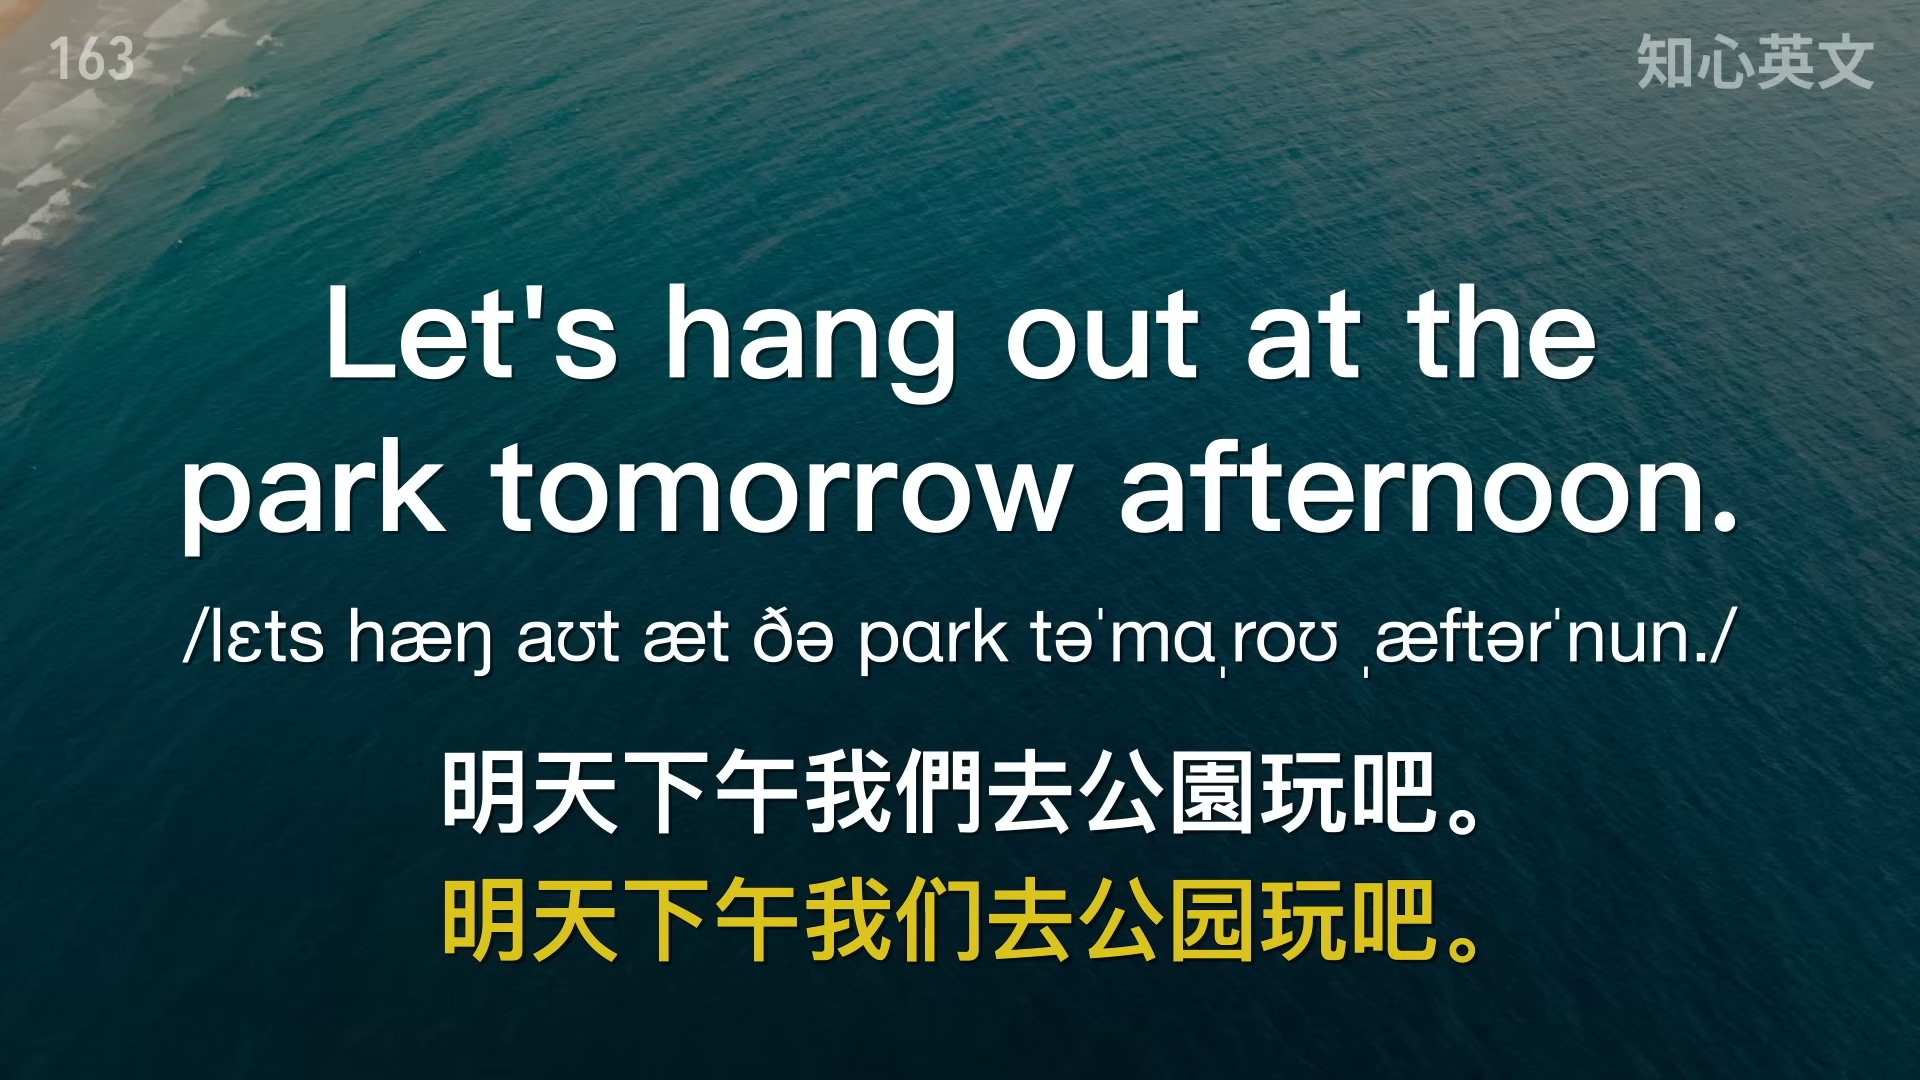 163
知心英文
Let's hang out at the
park tomorrow afternoon.
/lɛts hæŋ aʊt æt ðə pɑrk təˈmɑˌroʊ ˌæftərˈnun./
明天下午我們去公園玩吧。
明天下午我们去公园玩吧。